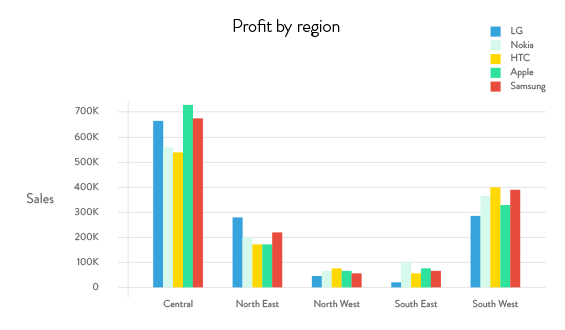 Profit by region
LG
Nokia
HTC
Apple
Samsung
700K
600K
500K
400K
300K
200K
100K
0
Sales
Central
North East
North West
South East
South West